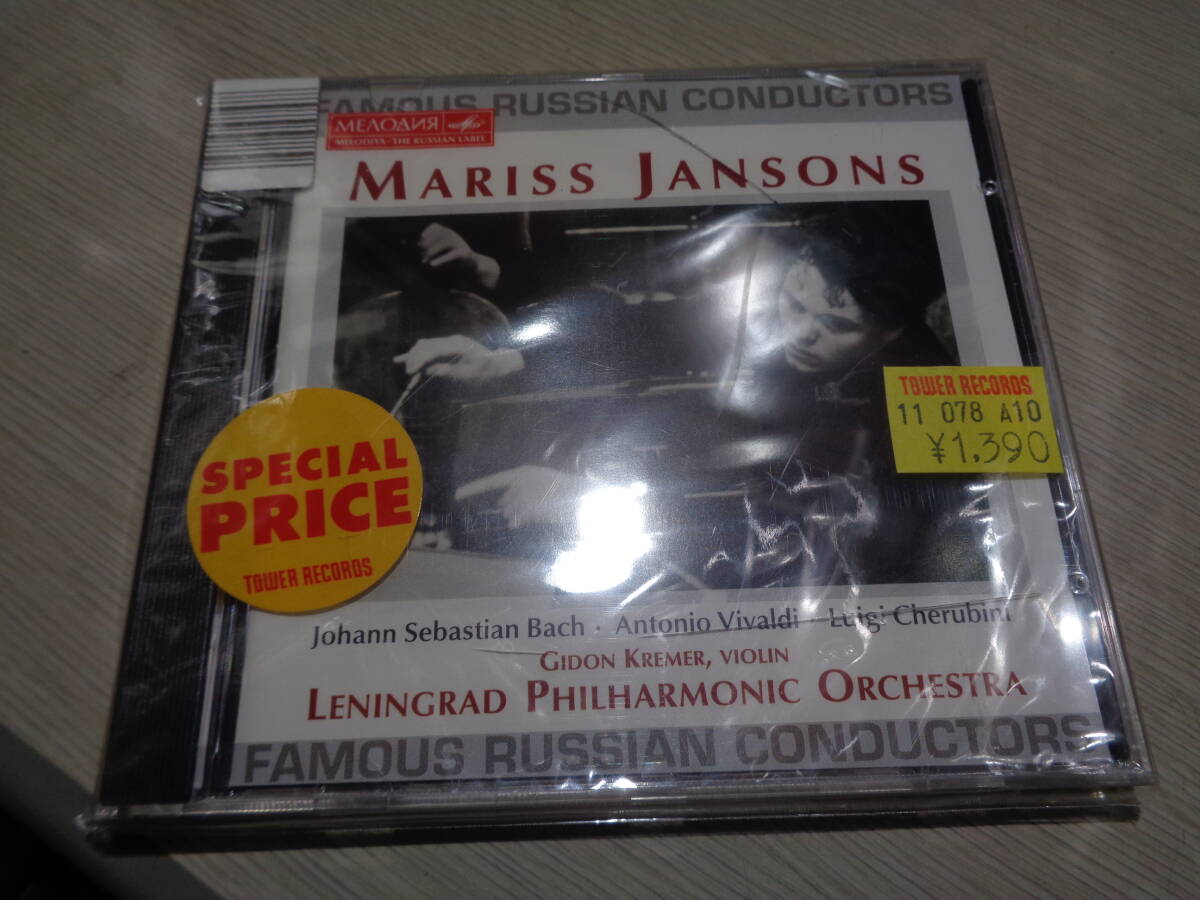 FAMOUS RUSSIAN CONDUCTORS
МЕЛОДИЯ
MELODIYA · THE RUSSIAN LABEL
MARISS JANSONS
TOWER RECORDS
11 078 A10
¥1,390
SPECIAL
PRICE
TOWER RECORDS
Johann Sebastian Bach · Antonio Vivaldi · Luigi Cherubini
GIDON KREMER, VIOLIN
LENINGRAD PHILHARMONIC ORCHESTRA
FAMOUS RUSSIAN CONDUCTORS